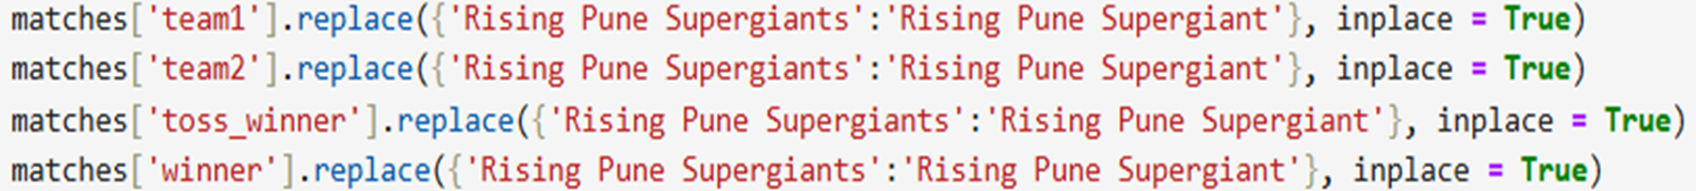 matches['team1'].replace({'Rising Pune Supergiants':'Rising Pune Supergiant'}, inplace = True)
matches['team2'].replace({'Rising Pune Supergiants':'Rising Pune Supergiant'}, inplace = True)
matches['toss_winner'].replace({'Rising Pune Supergiants':'Rising Pune Supergiant'}, inplace = True)
matches['winner'].replace({'Rising Pune Supergiants':'Rising Pune Supergiant'}, inplace = True)